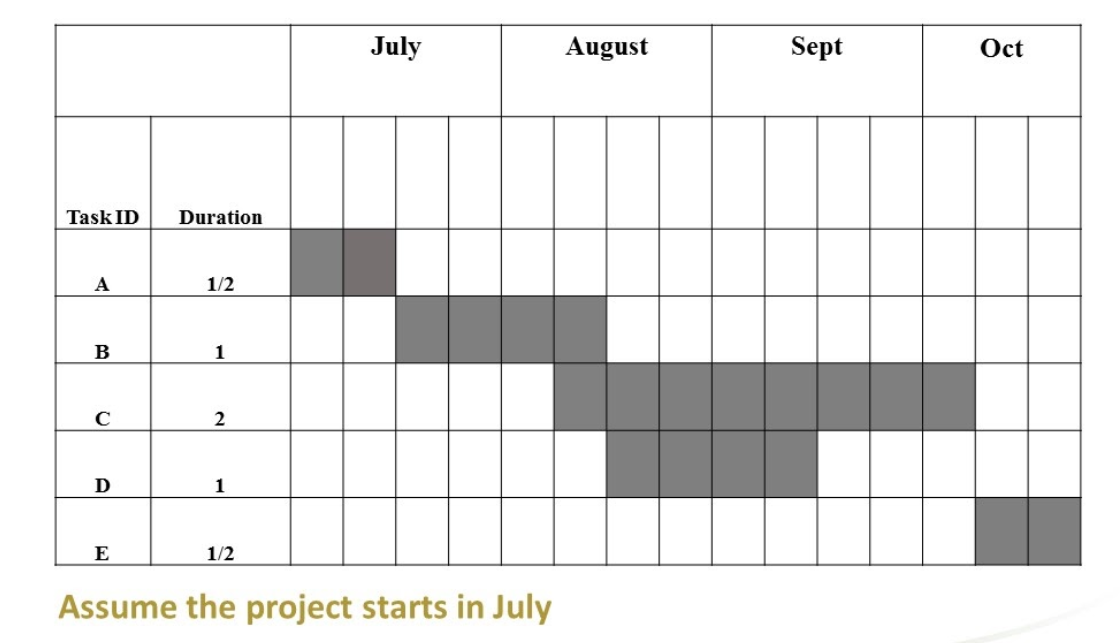 July August Sept Oct
Task ID Duration
A 1/2
B 1
C 2
D 1
E 1/2
Assume the project starts in July